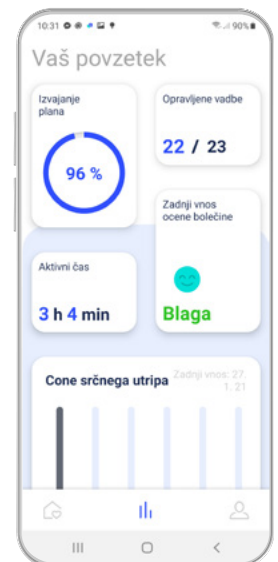 10:31
90%
Vaš povzetek
Izvajanje
plana
96 %
Opravljene vadbe
22 / 23
Zadnji vnos
ocene bolečine
Blaga
Aktivni čas
3 h 4 min
Cone srčnega utripa
Zadnji vnos: 27.
1. 21